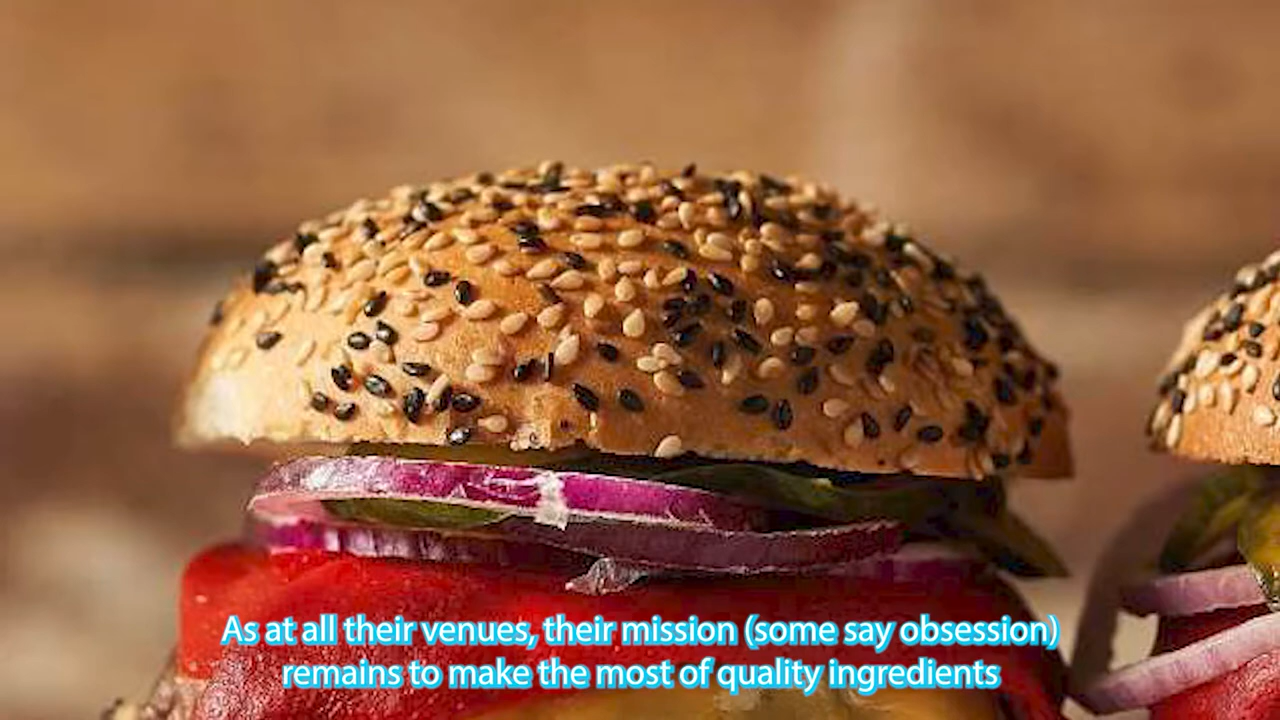 As at all their venues, their mission (some say obsession)
remains to make the most of quality ingredients